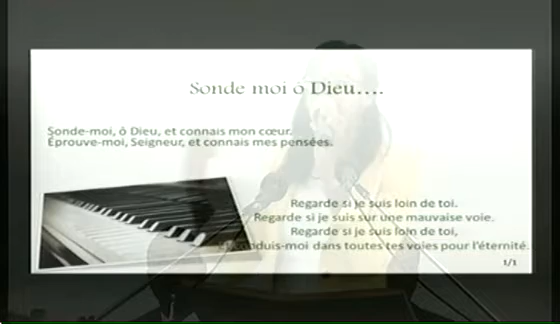 Sonde moi ô Dieu....
Sonde-moi, ô Dieu, et connais mon cœur.
Éprouve-moi, Seigneur, et connais mes pensées.
Regarde si je suis loin de toi.
Regarde si je suis sur une mauvaise voie.
Regarde si je suis loin de toi,
conduis-moi dans toutes tes voies pour l'éternité.
1/1